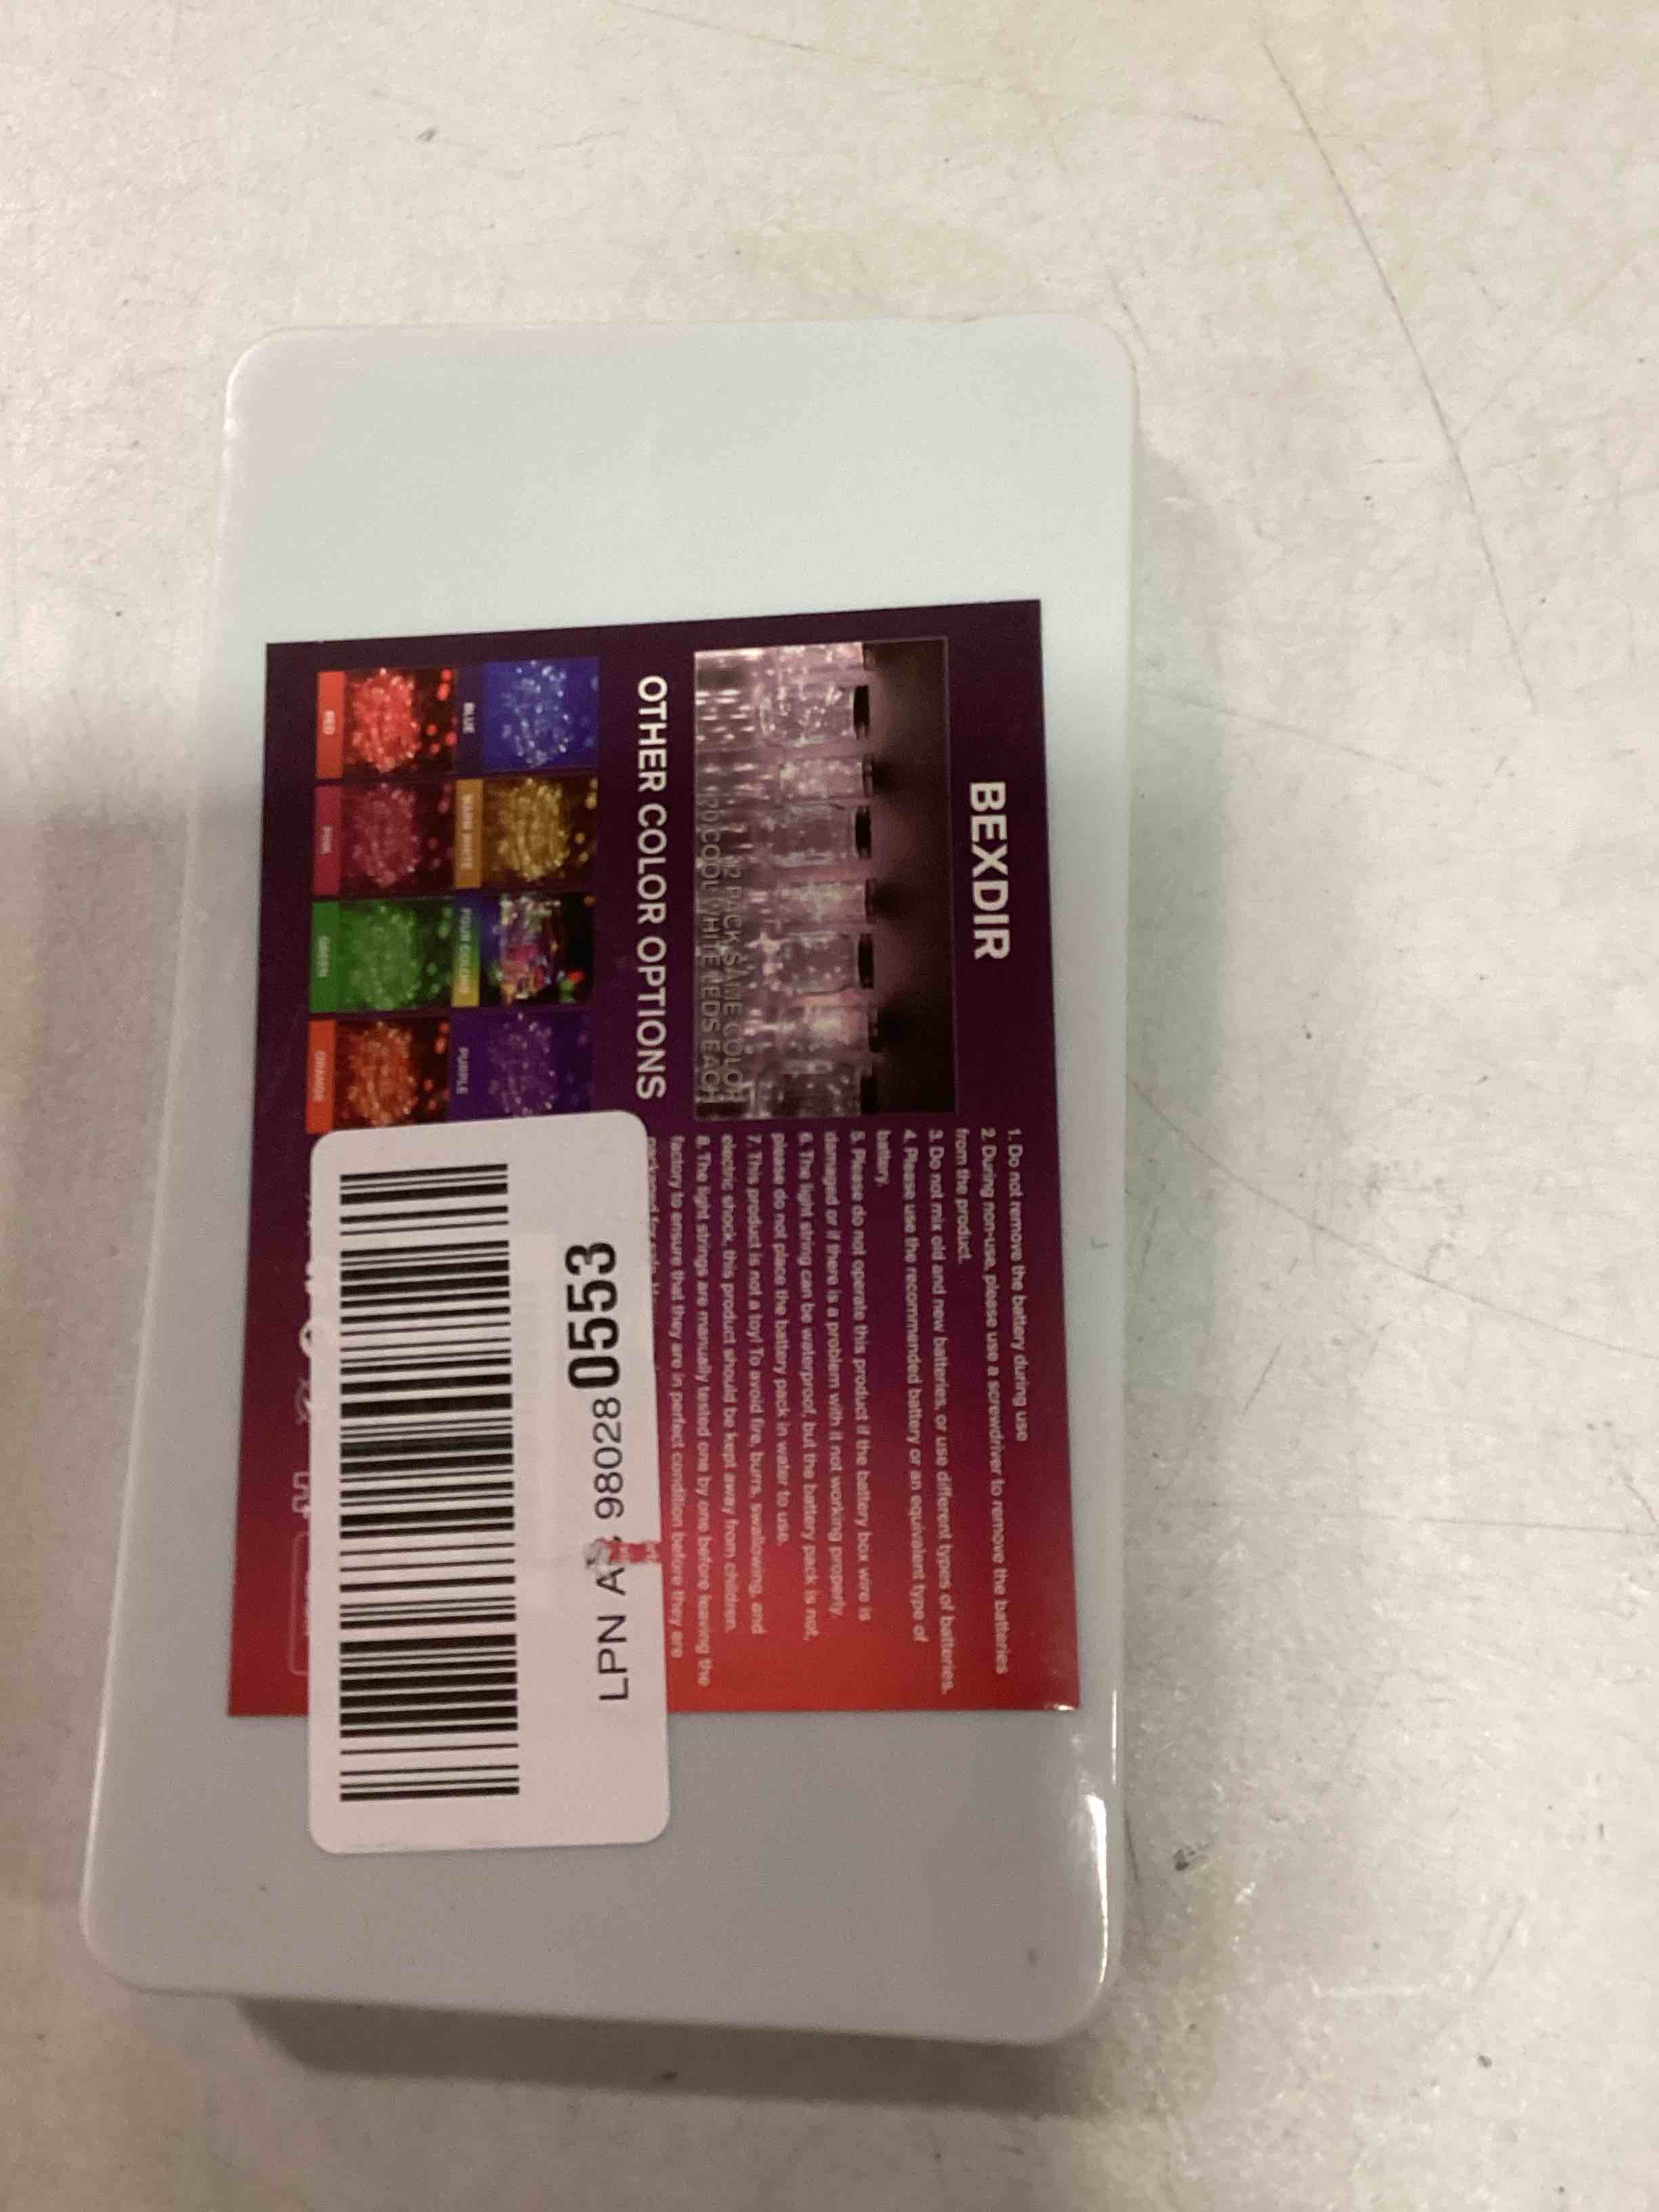 BEXDIR
12 PACK SAME COLOR
120 COOL WHITE LEDS EACH
OTHER COLOR OPTIONS
BLUE
WARM WHITE
FOUR COLORS
PURPLE
RED
PINK
GREEN
ORANGE
1. Do not remove the battery during use
2. During non-use, please use a screwdriver to remove the batteries
from the product.
3. Do not mix old and new batteries, or use different types of batteries.
4. Please use the recommended battery or an equivalent type of
battery.
5. Please do not operate this product if the battery box wire is
damaged or if there is a problem with it not working properly.
6. The light string can be waterproof, but the battery pack is not,
please do not place the battery pack in water to use.
7. This product is not a toy! To avoid fire, burns, swallowing, and
electric shock, this product should be kept away from children.
8. The light strings are manually tested one by one before leaving the
factory to ensure that they are in perfect condition before they are
LPN 980280553